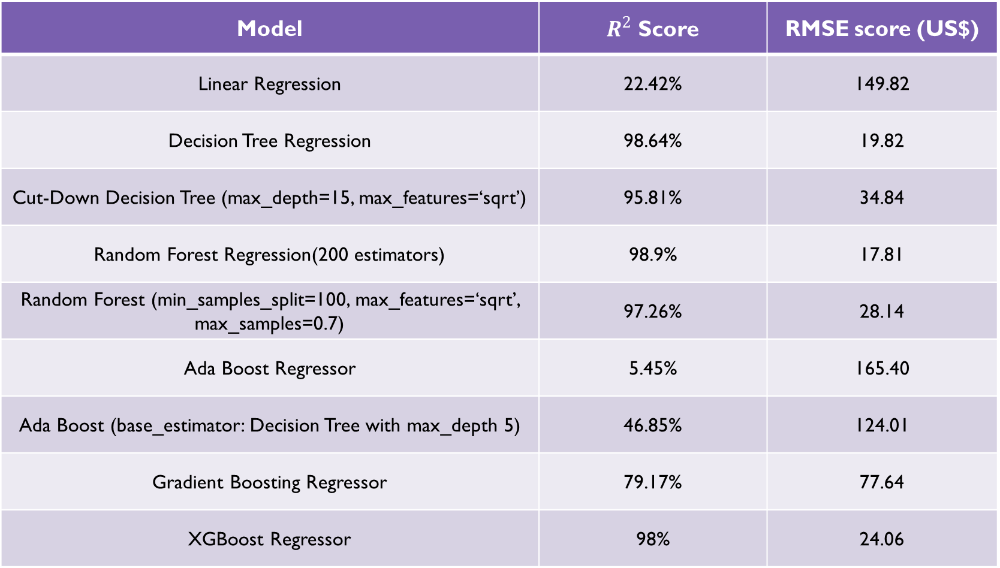 Model R² Score RMSE score (US$)
Linear Regression 22.42% 149.82
Decision Tree Regression 98.64% 19.82
Cut-Down Decision Tree (max_depth=15, max_features=‘sqrt’) 95.81% 34.84
Random Forest Regression(200 estimators) 98.9% 17.81
Random Forest (min_samples_split=100, max_features=‘sqrt’,
max_samples=0.7) 97.26% 28.14
Ada Boost Regressor 5.45% 165.40
Ada Boost (base_estimator: Decision Tree with max_depth 5) 46.85% 124.01
Gradient Boosting Regressor 79.17% 77.64
XGBoost Regressor 98% 24.06